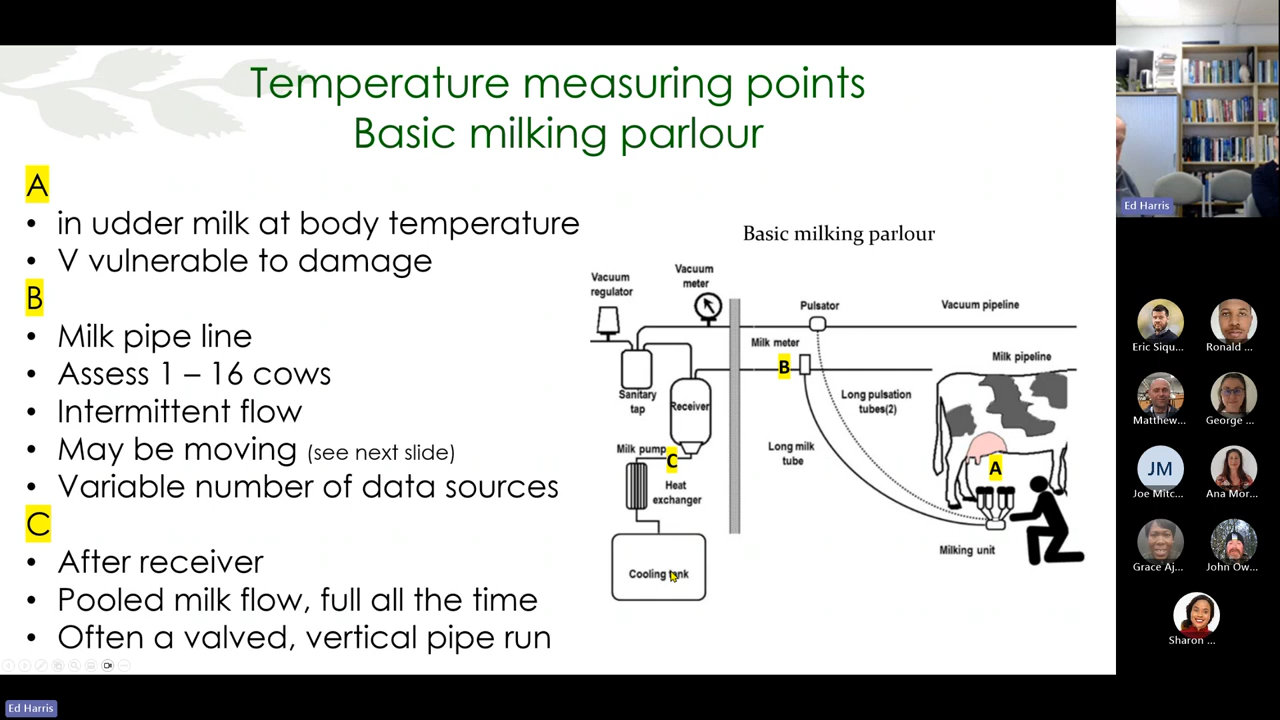 Temperature measuring points
Basic milking parlour
A
• in udder milk at body temperature
• V vulnerable to damage
B
• Milk pipe line
• Assess 1 – 16 cows
• Intermittent flow
• May be moving (see next slide)
• Variable number of data sources
C
• After receiver
• Pooled milk flow, full all the time
• Often a valved, vertical pipe run
Basic milking parlour
Vacuum
regulator
Vacuum
meter
Pulsator
Vacuum pipeline
Milk meter
B
Milk pipeline
Sanitary
tap
Receiver
Long pulsation
tubes(2)
Milk pump
C
Long milk
tube
A
Heat
exchanger
Milking unit
Cooling tank
Ed Harris
Eric Siqu...
Ronald ...
Matthew...
George ...
JM
Joe Mitc...
Ana Mor...
Grace Aj...
John Ow...
Sharon ...
Ed Harris